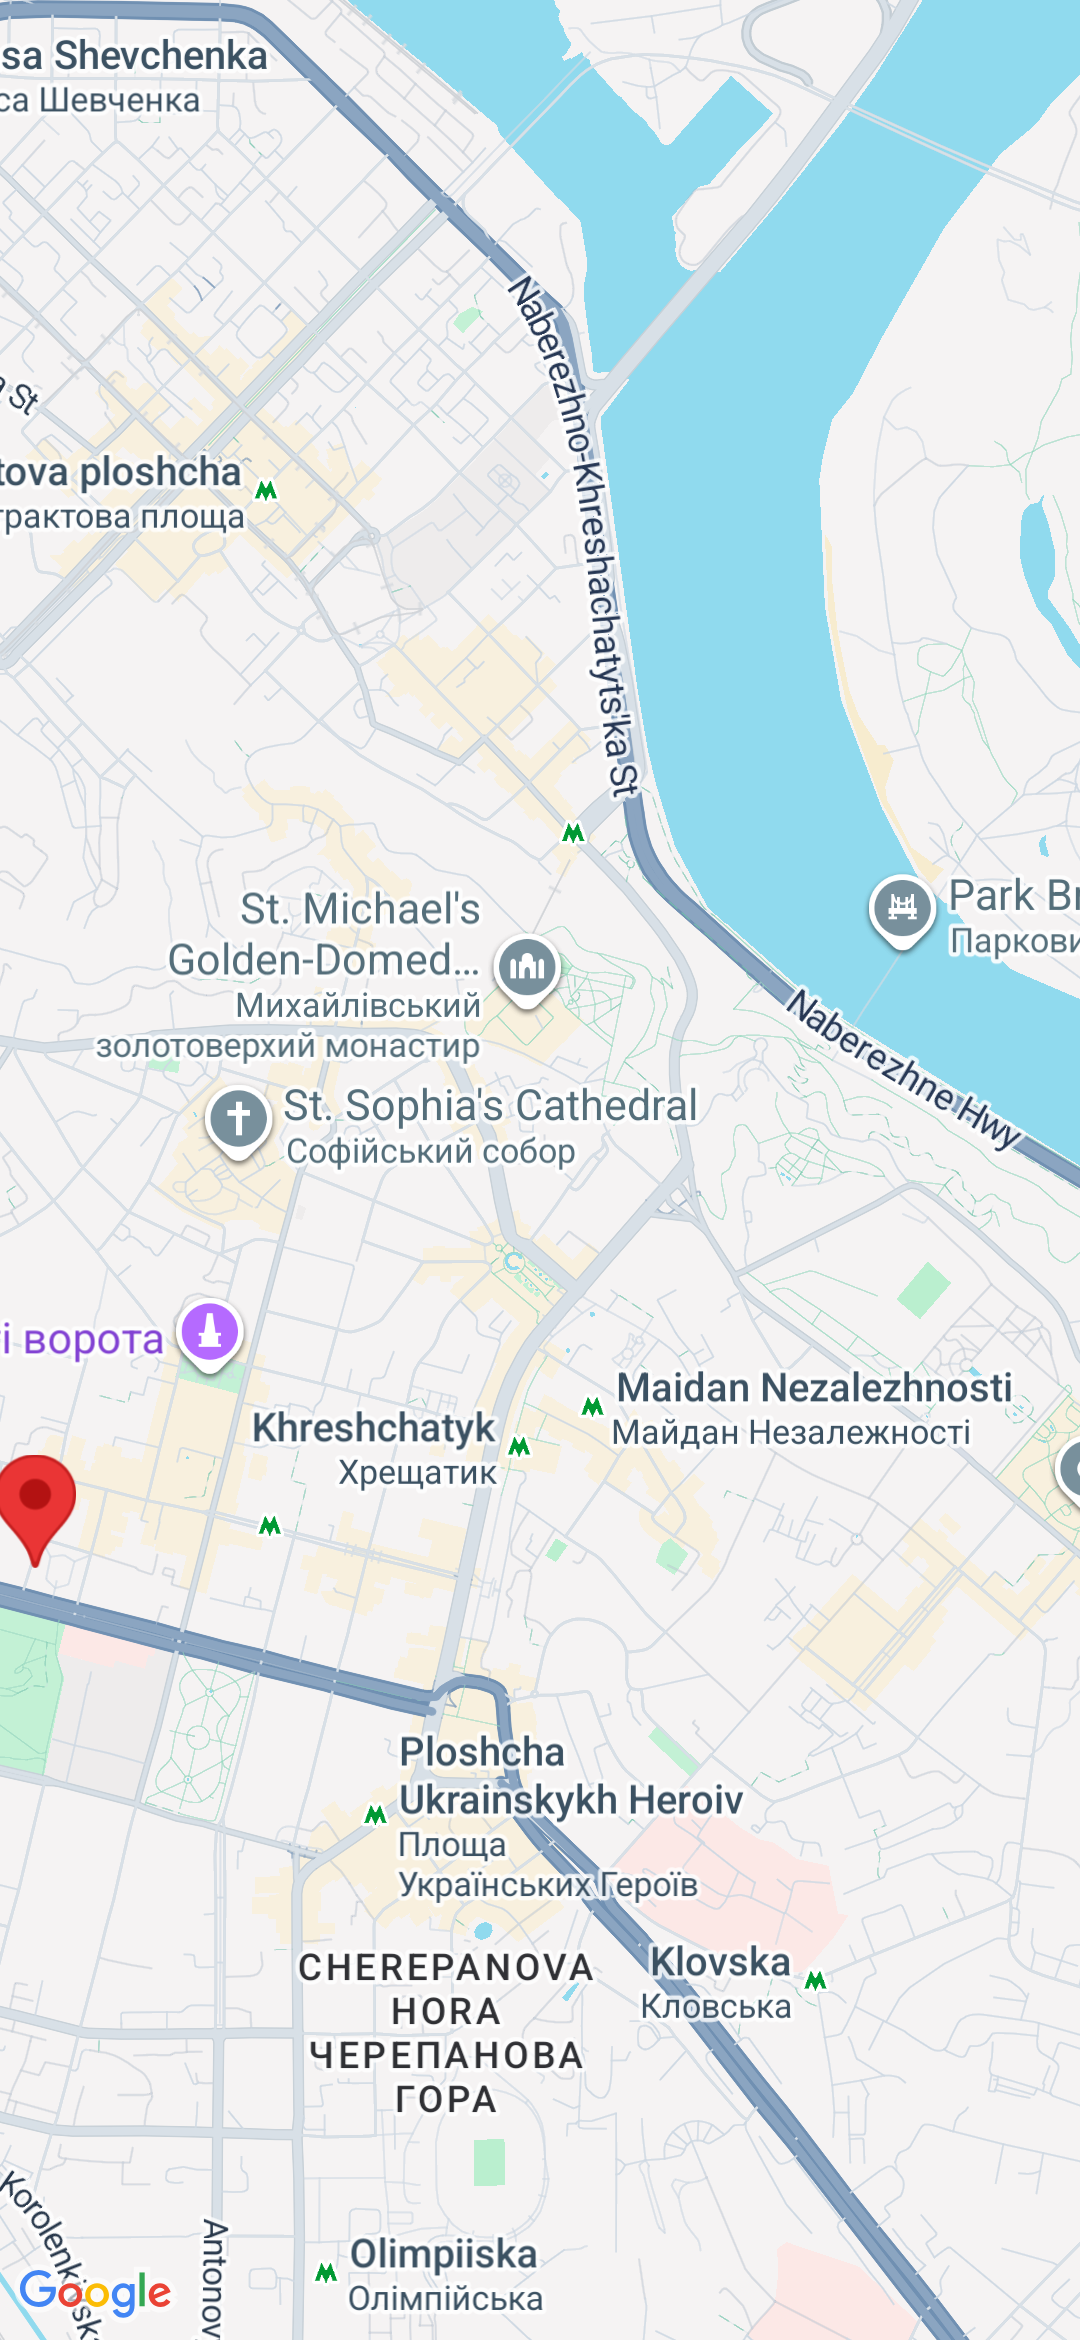 sa Shevchenka
са Шевченка
St
tova ploshcha
трактова площа
Naberezhno-Khreshchatyts'ka St
St. Michael's
Golden-Domed...
Михайлівський
золотоверхий монастир
Park Br
Паркови
Naberezhne Hwy
St. Sophia's Cathedral
Софійський собор
і ворота
Maidan Nezalezhnosti
Майдан Незалежності
Khreshchatyk
Хрещатик
Ploshcha
Ukrainskykh Heroiv
Площа
Українських Героїв
Klovska
Кловська
CHEREPANOVA
HORA
ЧЕРЕПАНОВА
ГОРА
Antonov
Olimpiiska
Олімпійська
Google